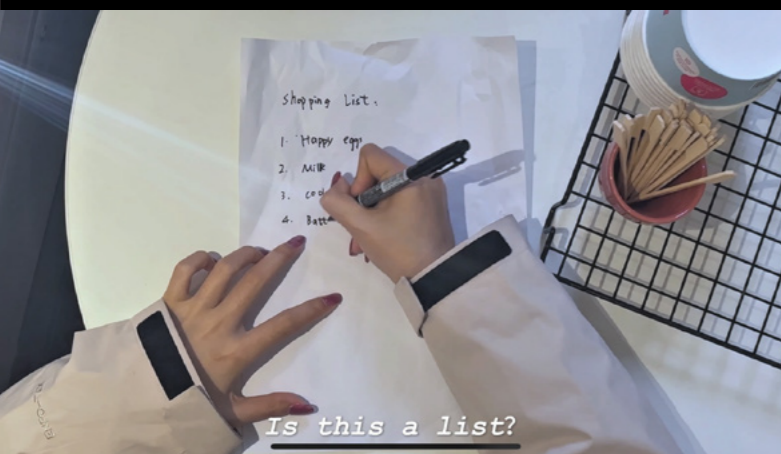 Shopping List.
1. Happy eggs
2. Milk
3.
4.
Is this a list?